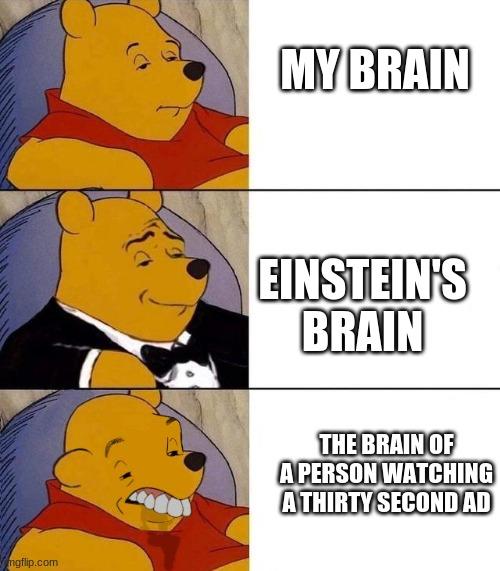 MY BRAIN
EINSTEIN'S
BRAIN
THE BRAIN OF
A PERSON WATCHING
A THIRTY SECOND AD
imgflip.com